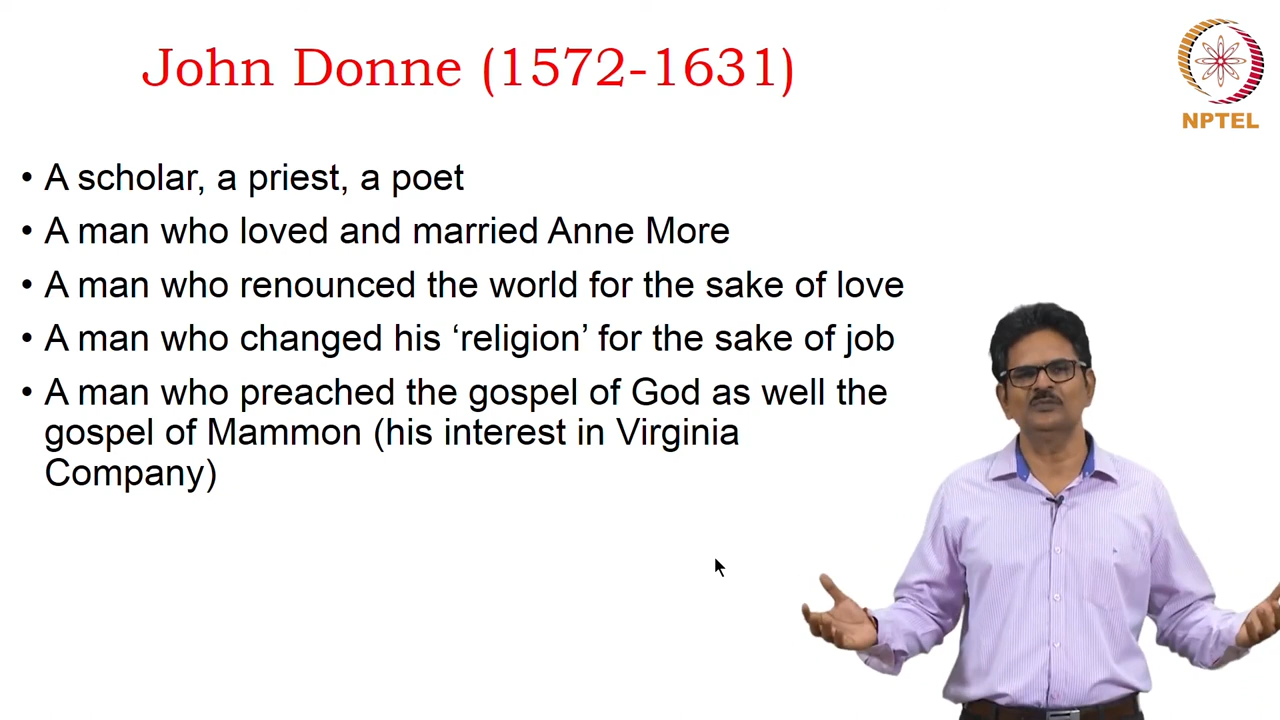 John Donne (1572-1631)
NPTEL
• A scholar, a priest, a poet
• A man who loved and married Anne More
• A man who renounced the world for the sake of love
• A man who changed his ‘religion’ for the sake of job
• A man who preached the gospel of God as well the
gospel of Mammon (his interest in Virginia
Company)